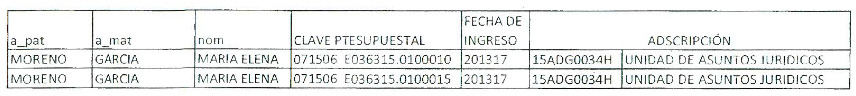 a_pat a_mat nom CLAVE PTESUPUESTAL FECHA DE INGRESO ADSCRIPCIÓN
MORENO GARCIA MARIA ELENA 071506 E036315.0100010 201317 15ADG0034H UNIDAD DE ASUNTOS JURIDICOS
MORENO GARCIA MARIA ELENA 071506 E036315.0100015 201317 15ADG0034H UNIDAD DE ASUNTOS JURIDICOS